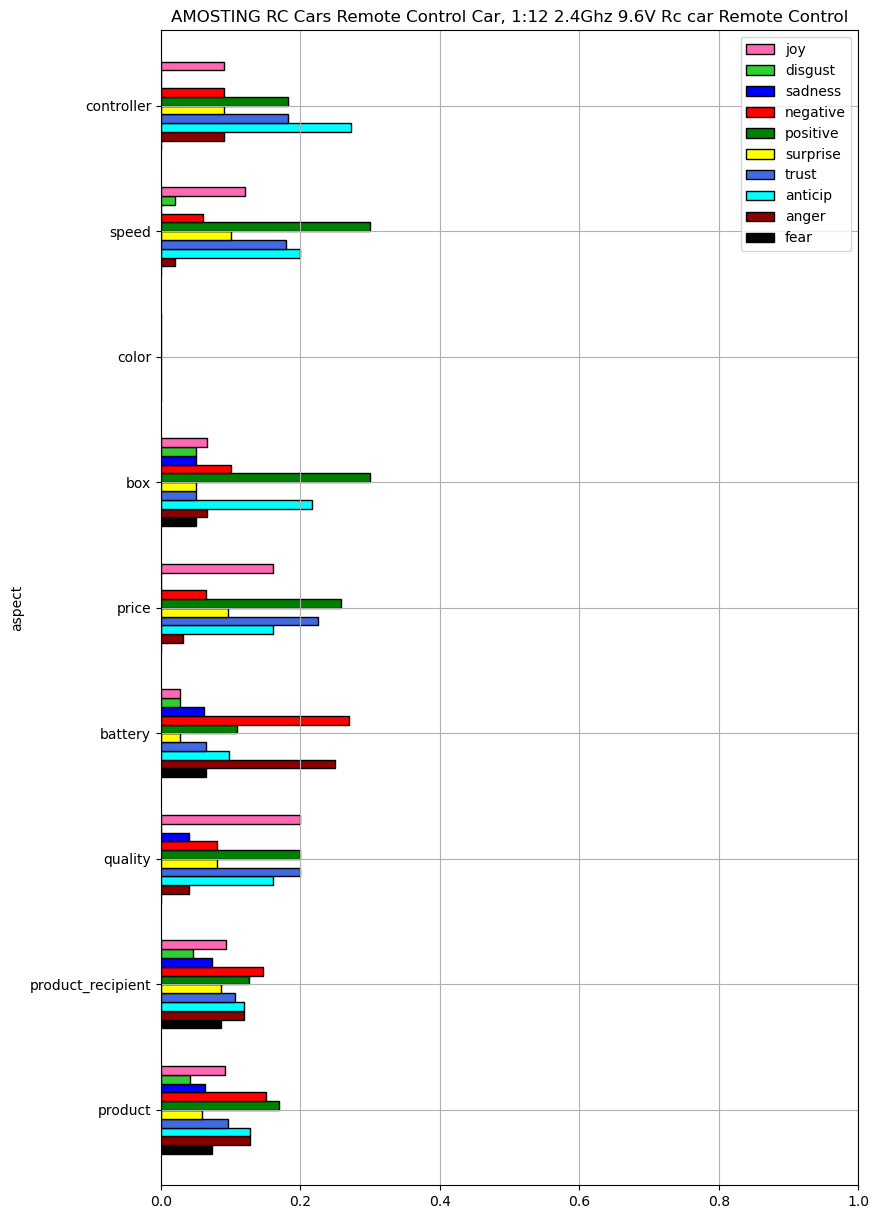 AMOSTING RC Cars Remote Control Car, 1:12 2.4Ghz 9.6V Rc car Remote Control
joy
disgust
sadness
negative
positive
surprise
trust
anticip
anger
fear
controller
speed
color
box
price
battery
quality
product_recipient
product
aspect
0.0 0.2 0.4 0.6 0.8 1.0